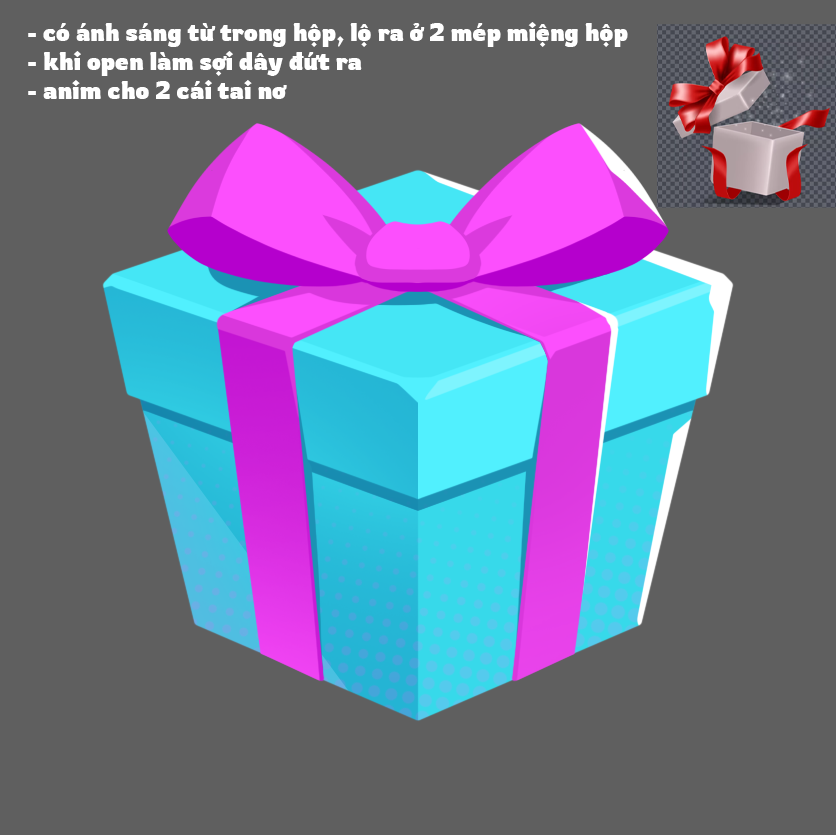 - có ánh sáng từ trong hộp, lộ ra ở 2 mép miệng hộp
- khi open làm sợi dây đứt ra
- anim cho 2 cái tai nơ